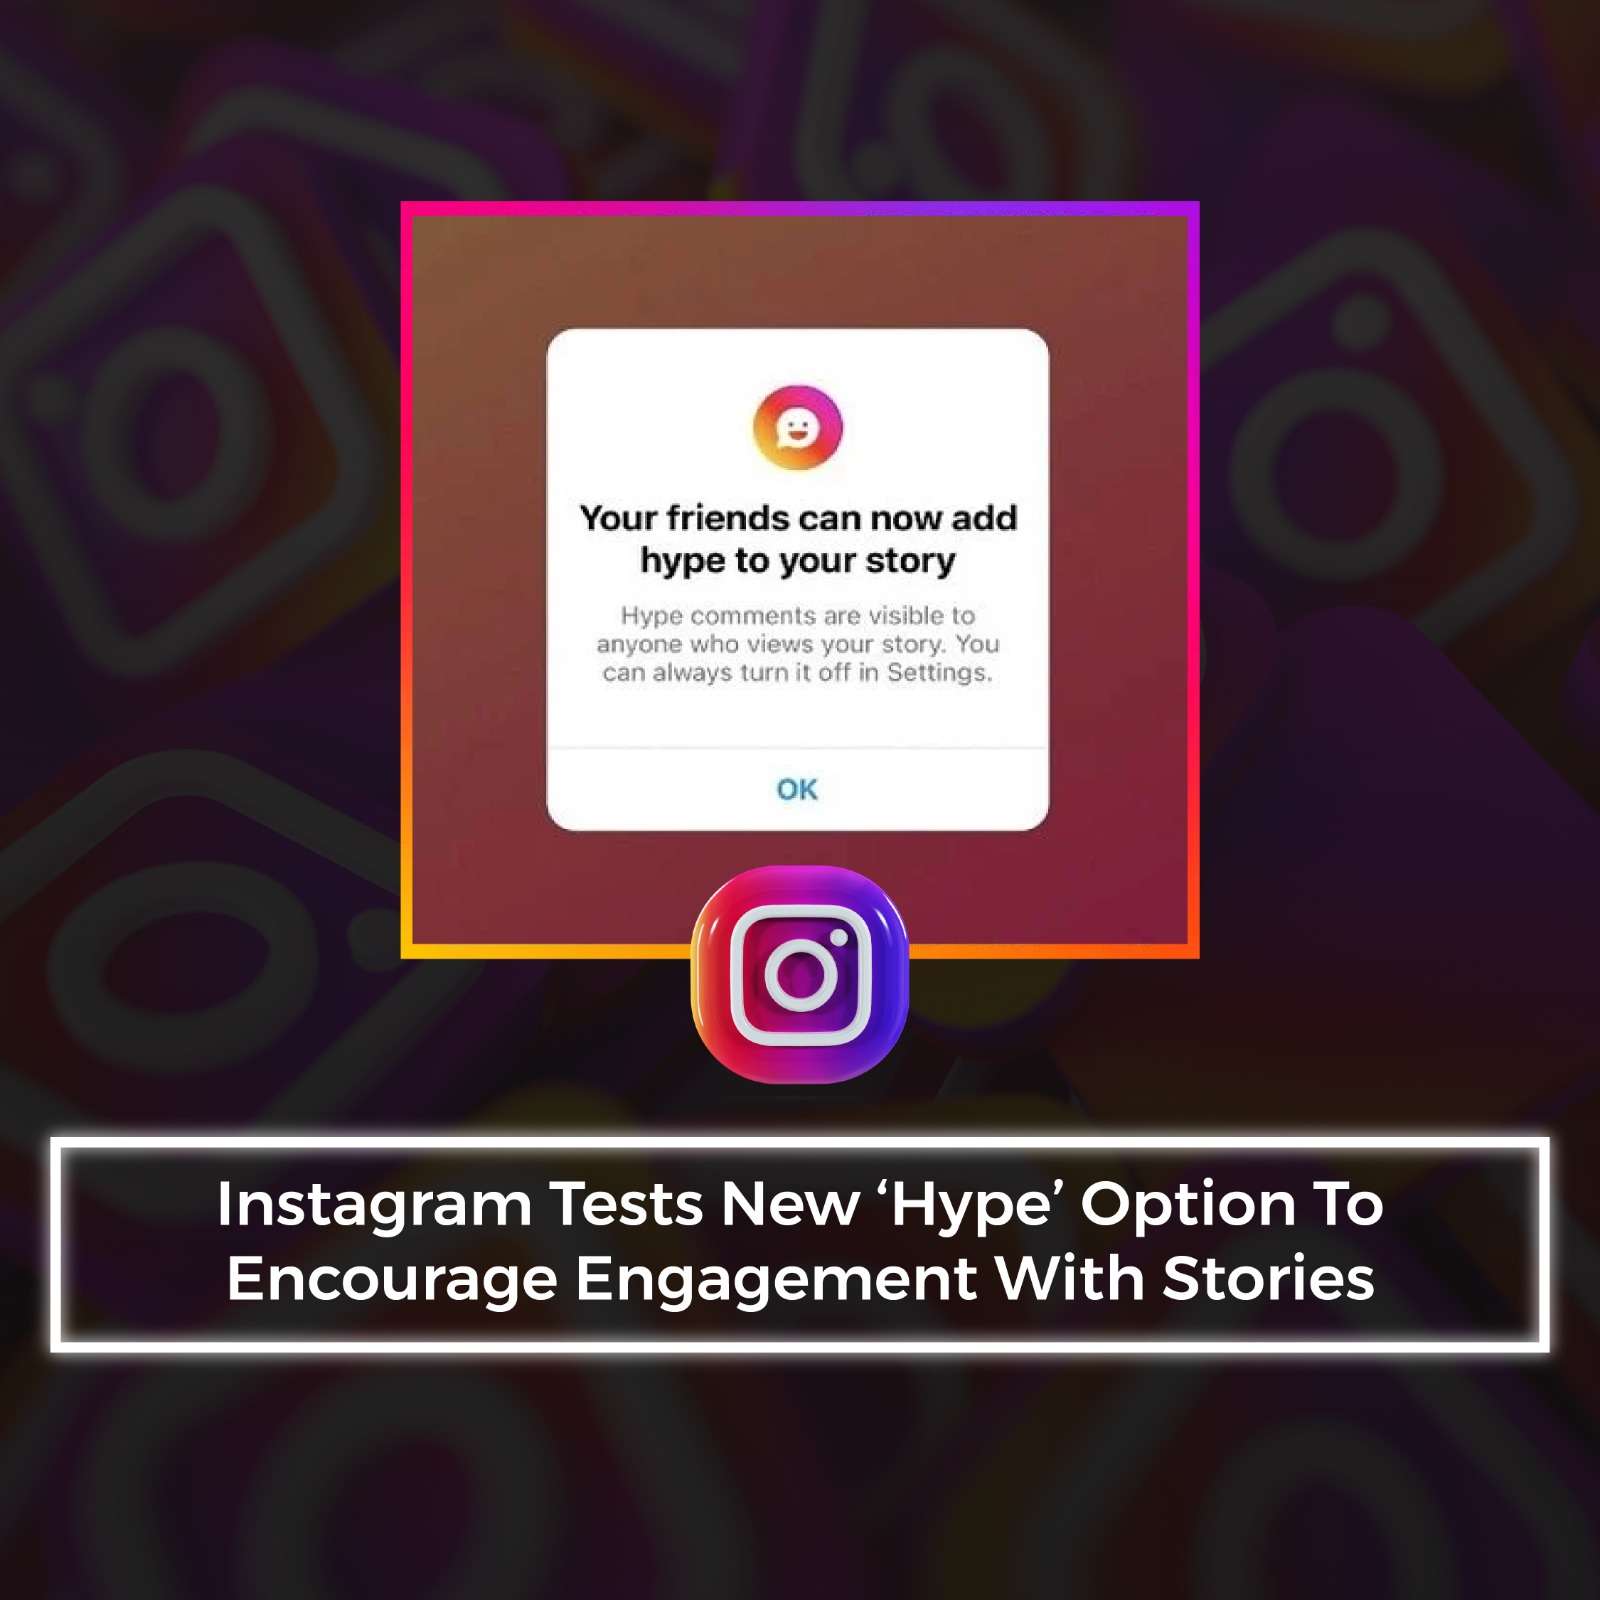 Your friends can now add
hype to your story
Hype comments are visible to
anyone who views your story. You
can always turn it off in Settings.
OK
Instagram Tests New ‘Hype’ Option To
Encourage Engagement With Stories